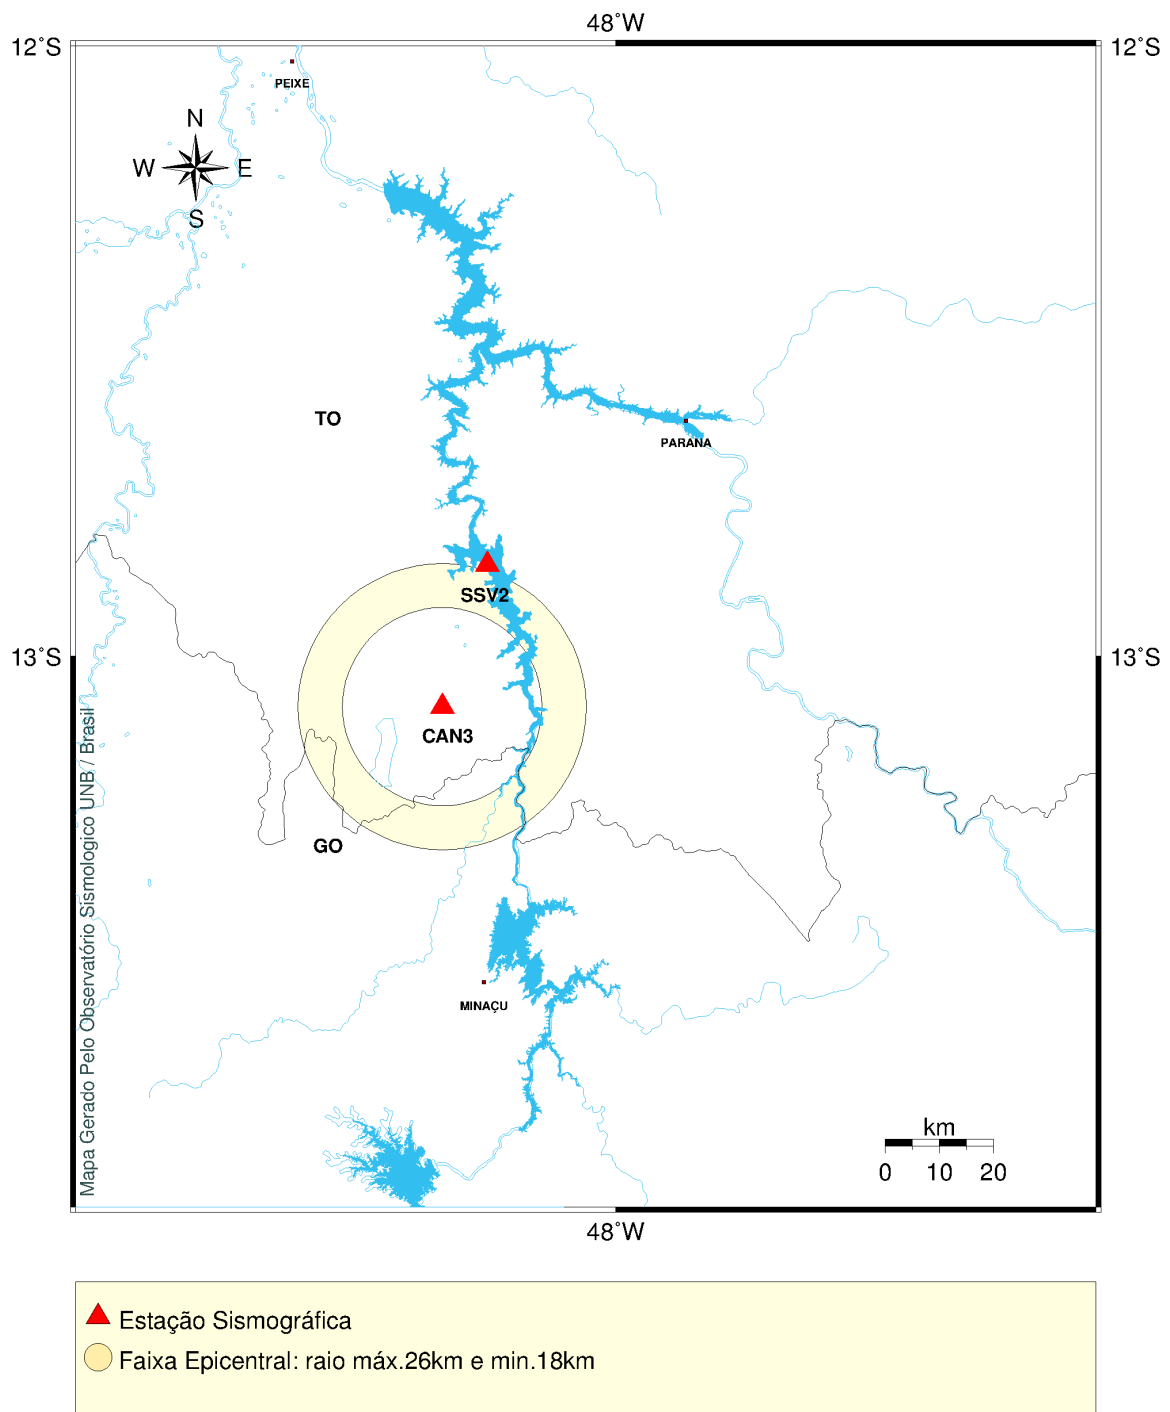 48°W
12°S
12°S
PEIXE
N
W
E
S
TO
PARANA
SSV2
13°S
13°S
CAN3
GO
MINAÇU
Mapa Gerado Pelo Observatório Sismologico UNB / Brasil
km
0 10 20
48°W
Estação Sismográfica
Faixa Epicentral: raio máx.26km e min.18km